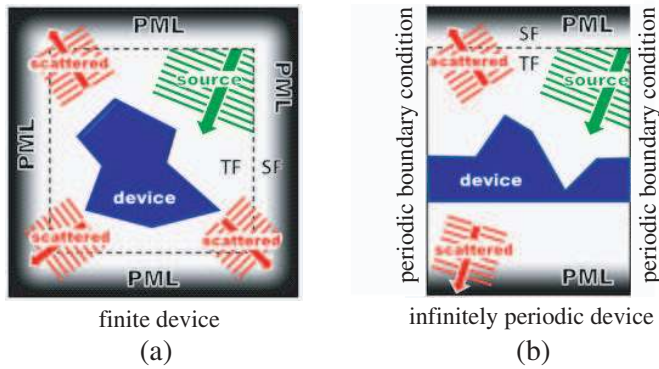 PML
scattered
source
PML
PML
TF
SF
device
scattered
scattered
PML
finite device
(a)
PML
SF
scattered
TF
source
periodic boundary condition
periodic boundary condition
device
scattered
PML
infinitely periodic device
(b)